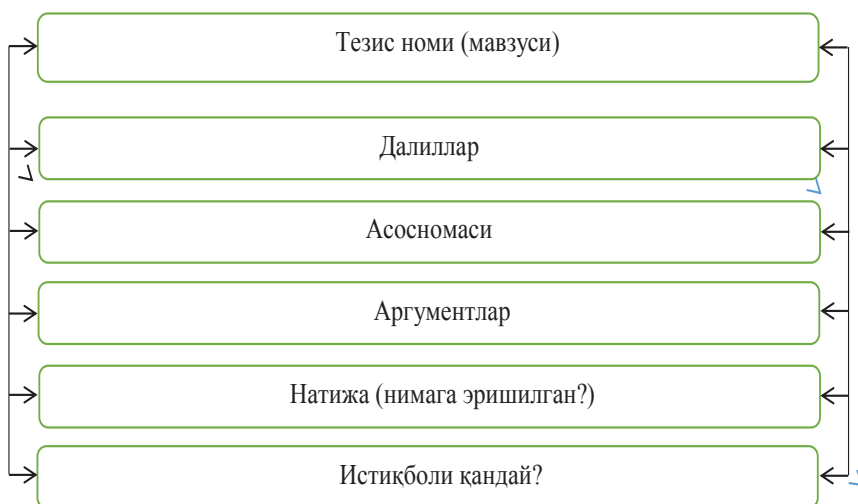 Тезис номи (мавзуси)
Далиллар
Асосномаси
Аргументлар
Натижа (нимага эришилган?)
Истиқболи қандай?